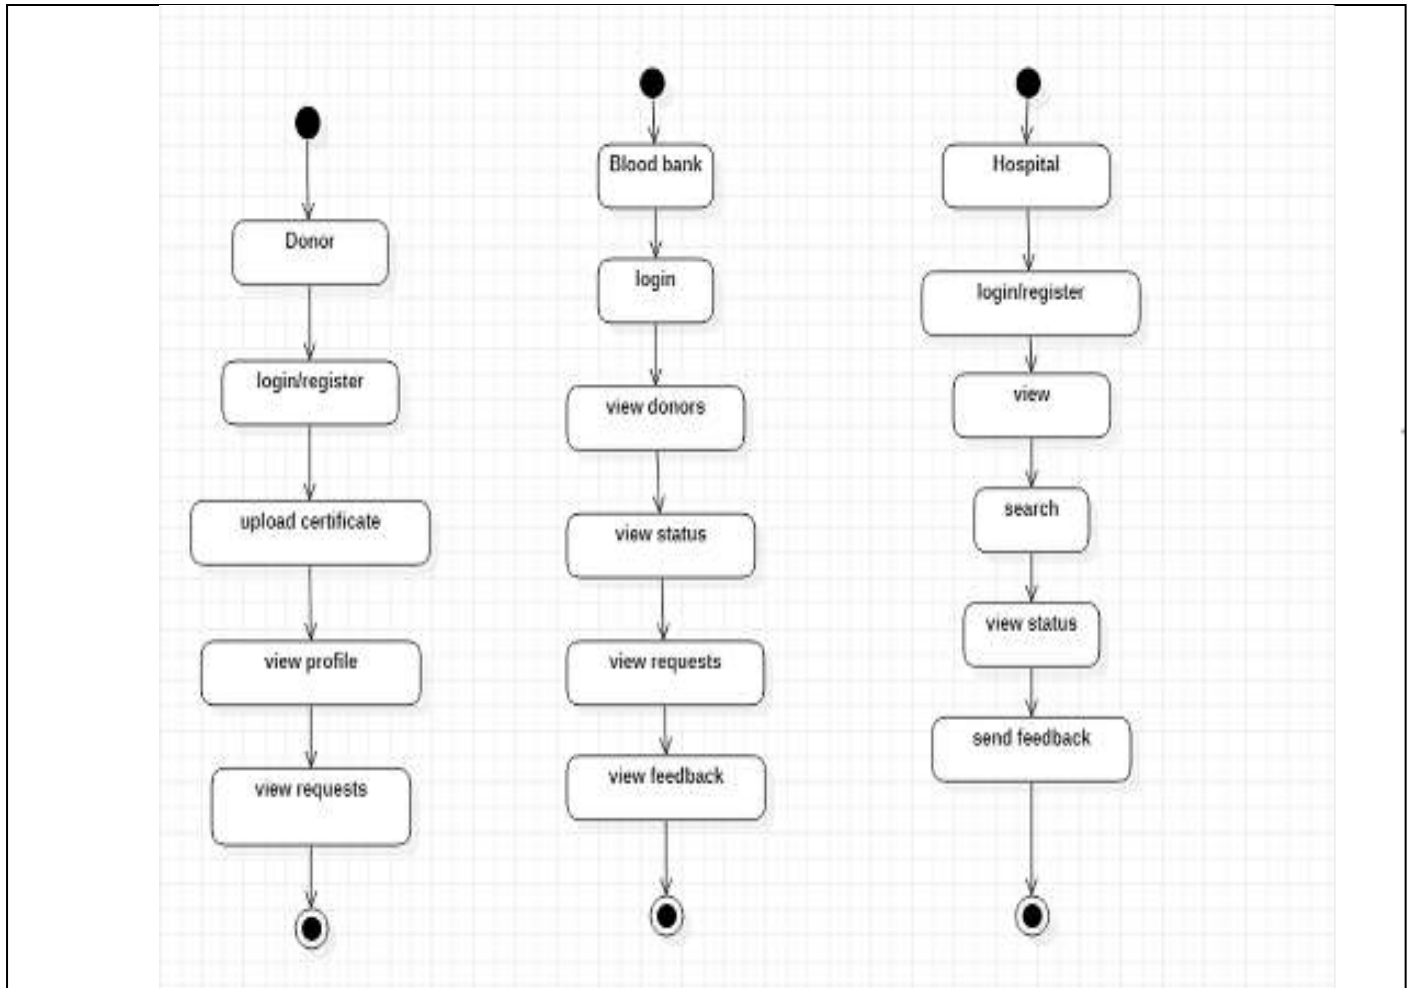 Donor
login/register
upload certificate
view profile
view requests
Blood bank
login
view donors
view status
view requests
view feedback
Hospital
login/register
view
search
view status
send feedback